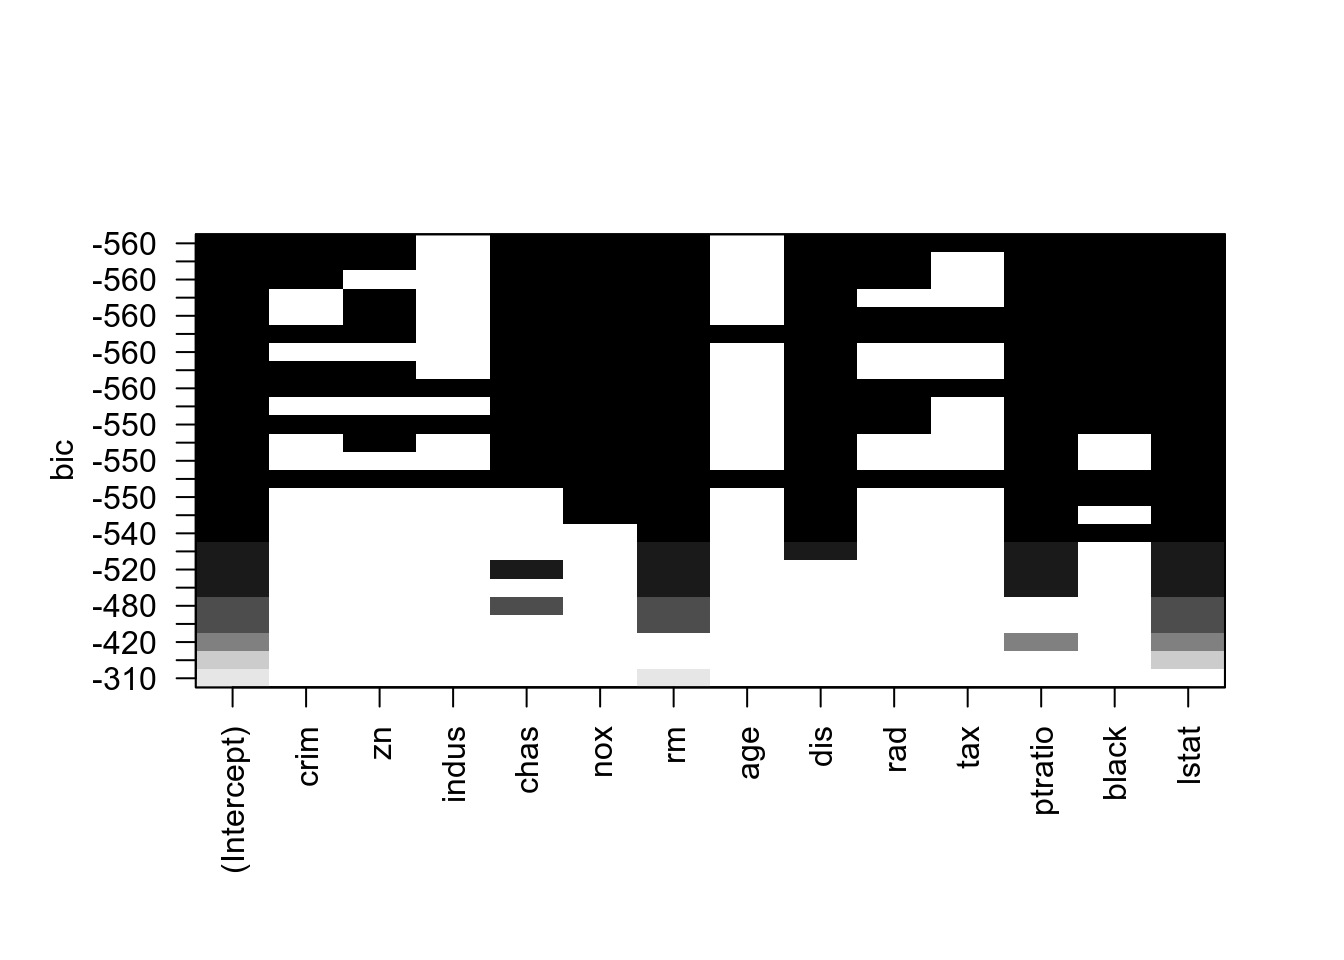 bic
-560
-560
-560
-560
-560
-550
-550
-550
-540
-520
-480
-420
-310
(Intercept)
crim
zn
indus
chas
nox
rm
age
dis
rad
tax
ptratio
black
lstat